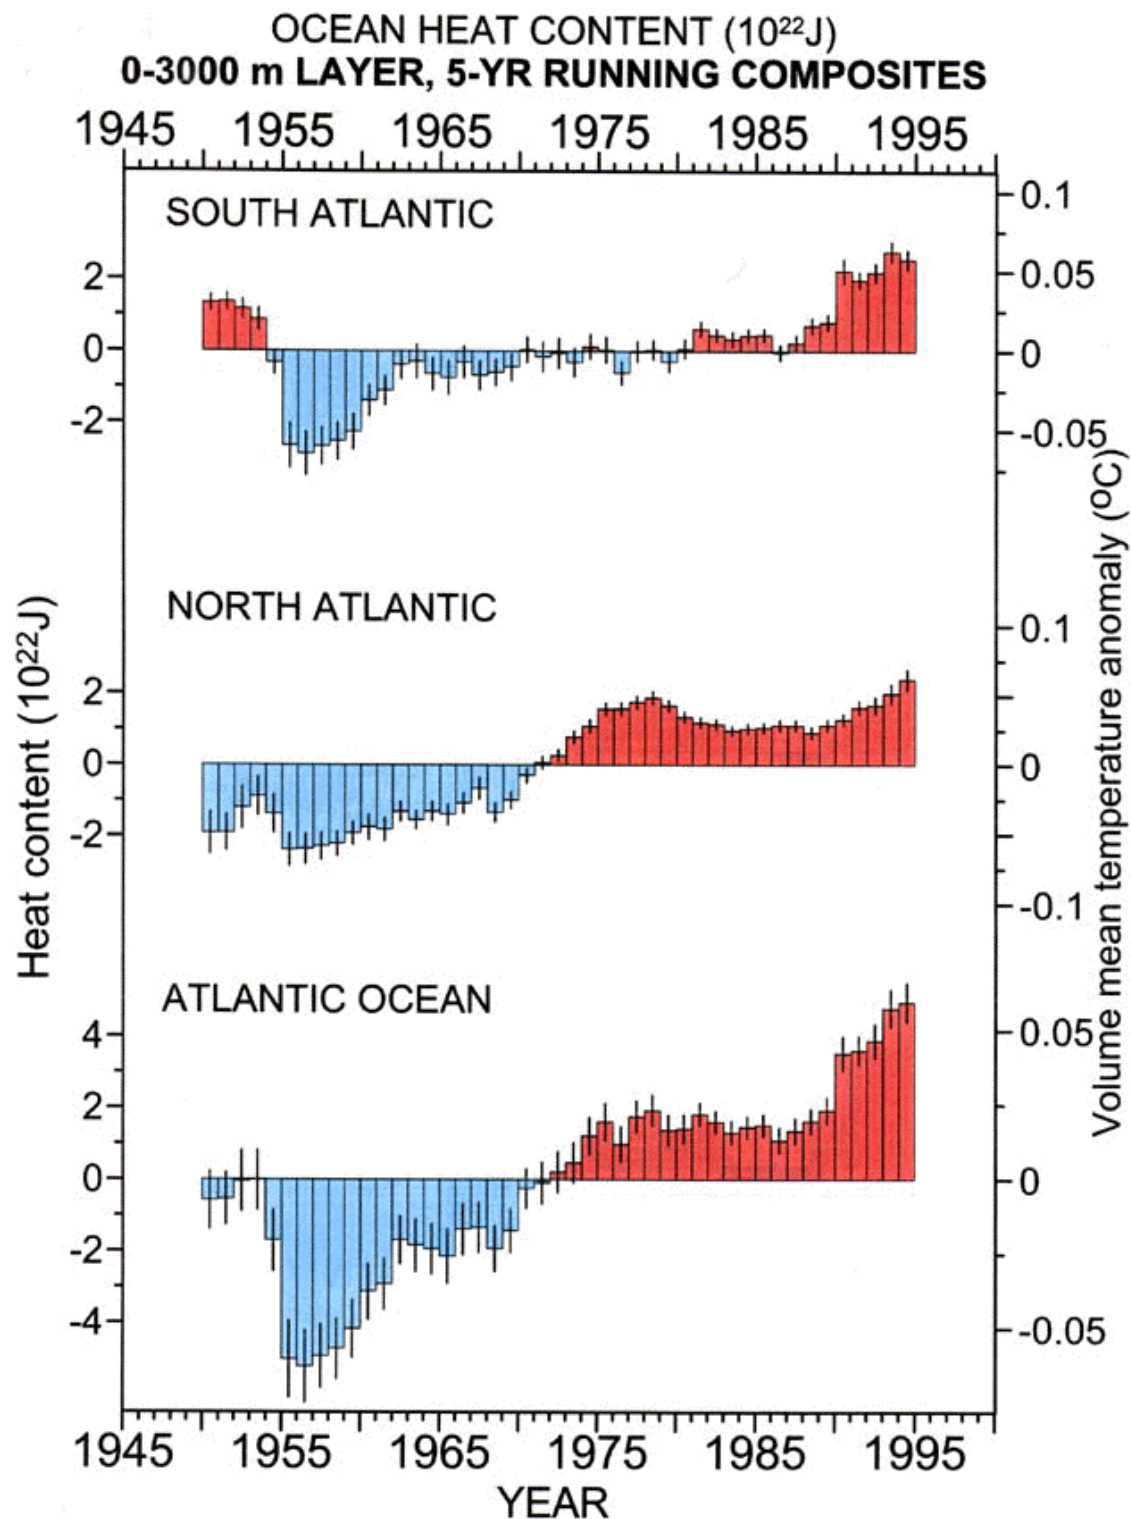 OCEAN HEAT CONTENT (10²²J)
0-3000 m LAYER, 5-YR RUNNING COMPOSITES
1945 1955 1965 1975 1985 1995
SOUTH ATLANTIC
2
0
-2
0.1
0.05
0
-0.05
NORTH ATLANTIC
2
0
-2
0.1
0
-0.1
ATLANTIC OCEAN
4
2
0
-2
-4
0.05
0
-0.05
Heat content (10²²J)
Volume mean temperature anomaly (°C)
1945 1955 1965 1975 1985 1995
YEAR